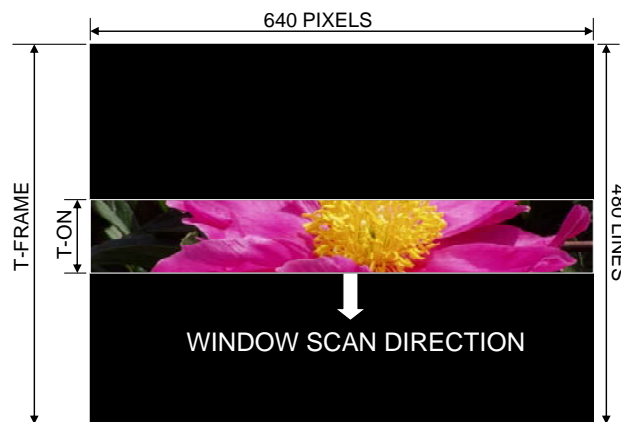 640 PIXELS
T-FRAME
T-ON
480 LINES
WINDOW SCAN DIRECTION